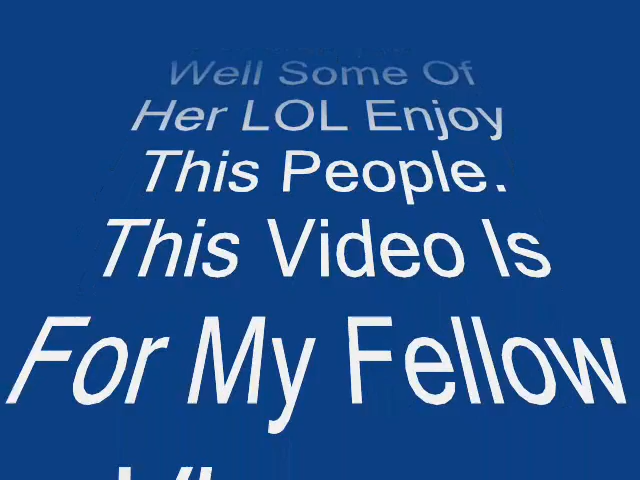 Well Some Of
Her LOL Enjoy
This People.
This Video Is
For My Fellow